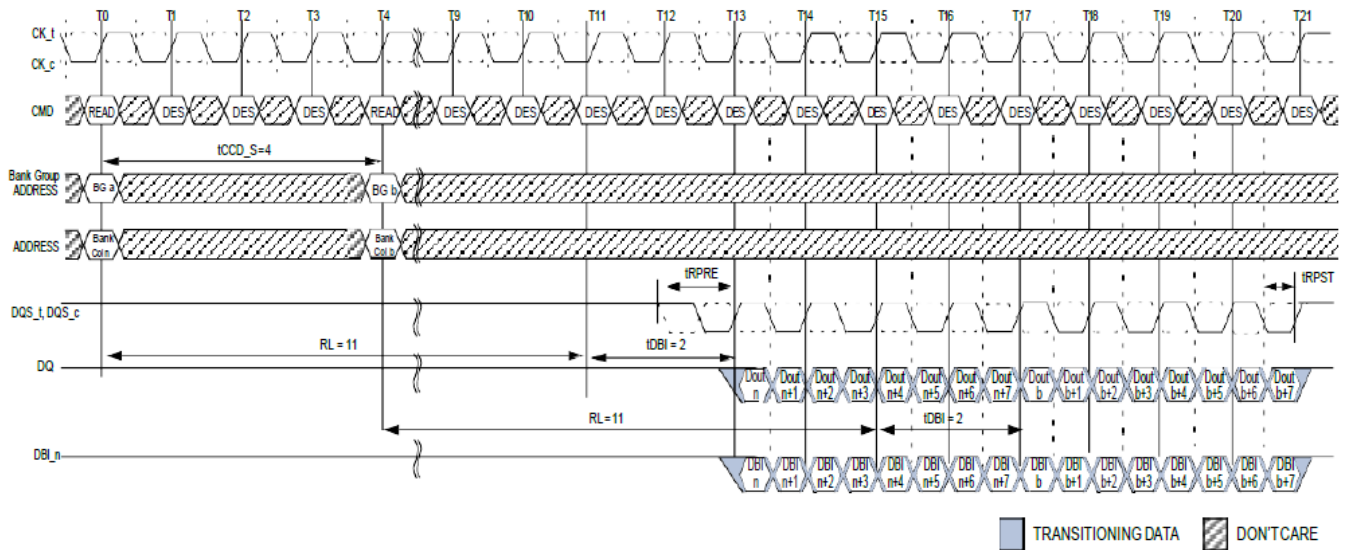 T0 T1 T2 T3 T4 T9 T10 T11 T12 T13 T14 T15 T16 T17 T18 T19 T20 T21
CK_t
CK_c
CMD READ DES DES DES READ DES DES DES DES DES DES DES DES DES DES DES DES DES
tCCD_S=4
Bank Group
ADDRESS BG a BG b
ADDRESS Bank Col n Bank Col b
tRPRE tRPST
DQS_t, DQS_c
RL = 11 tDBI = 2
DQ Dout n Dout n+1 Dout n+2 Dout n+3 Dout n+4 Dout n+5 Dout n+6 Dout n+7 Dout b Dout b+1 Dout b+2 Dout b+3 Dout b+4 Dout b+5 Dout b+6 Dout b+7
RL=11 tDBI = 2
DBI_n DBI n DBI n+1 DBI n+2 DBI n+3 DBI n+4 DBI n+5 DBI n+6 DBI n+7 DBI b DBI b+1 DBI b+2 DBI b+3 DBI b+4 DBI b+5 DBI b+6 DBI b+7
TRANSITIONING DATA DON'T CARE